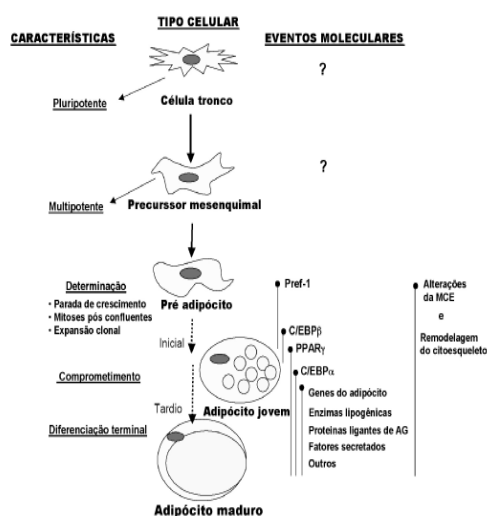 TIPO CELULAR
CARACTERÍSTICAS
EVENTOS MOLECULARES
?
Pluripotente
Célula tronco
?
Multipotente
Precurssor mesenquimal
Determinação
• Parada de crescimento
• Mitoses pós confluentes
• Expansão clonal
Pré adipócito
Pref-1
Alterações
da MCE
e
Remodelagem
do citoesqueleto
Inicial
C/EBPβ
PPARγ
C/EBPα
Comprometimento
Genes do adipócito
Enzimas lipogênicas
Proteinas ligantes de AG
Fatores secretados
Outros
Tardio
Adipócito jovem
Diferenciação terminal
Adipócito maduro